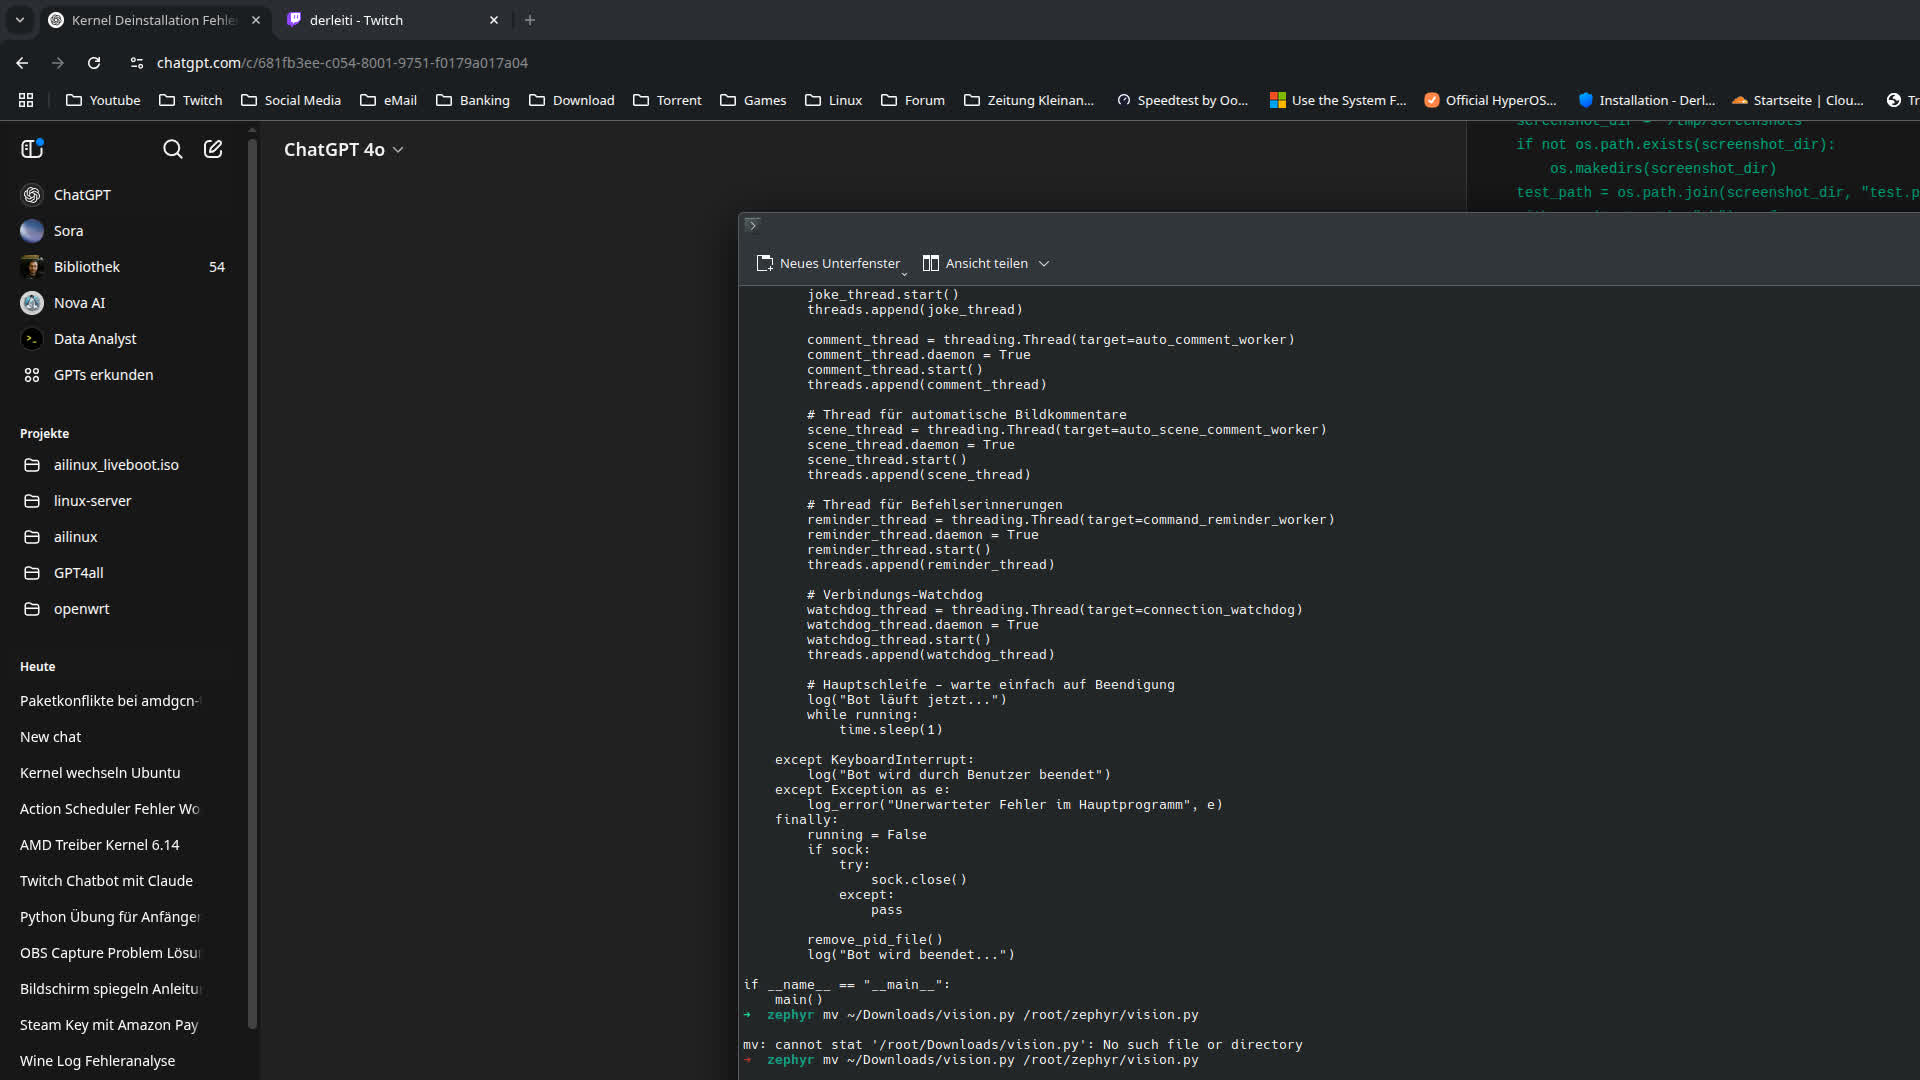 Kernel Deinstallation Fehle
derleiti - Twitch
chatgpt.com/c/681fb3ee-c054-8001-9751-f0179a017a04
Youtube
Twitch
Social Media
eMail
Banking
Download
Torrent
Games
Linux
Forum
Zeitung Kleinan...
Speedtest by Oo...
Use the System F...
Official HyperOS...
Installation - Derl...
Startseite | Clou...
Tr
ChatGPT 4o
ChatGPT
Sora
Bibliothek 54
Nova AI
Data Analyst
GPTs erkunden
Projekte
ailinux_liveboot.iso
linux-server
ailinux
GPT4all
openwrt
Heute
Paketkonflikte bei amdgcn-
New chat
Kernel wechseln Ubuntu
Action Scheduler Fehler Wo
AMD Treiber Kernel 6.14
Twitch Chatbot mit Claude
Python Übung für Anfänger
OBS Capture Problem Lösu
Bildschirm spiegeln Anleitu
Steam Key mit Amazon Pay
Wine Log Fehleranalyse
screenshot_dir = "/tmp/screenshots"
if not os.path.exists(screenshot_dir):
os.makedirs(screenshot_dir)
test_path = os.path.join(screenshot_dir, "test.p
Neues Unterfenster
Ansicht teilen
joke_thread.start()
threads.append(joke_thread)
comment_thread = threading.Thread(target=auto_comment_worker)
comment_thread.daemon = True
comment_thread.start()
threads.append(comment_thread)
# Thread für automatische Bildkommentare
scene_thread = threading.Thread(target=auto_scene_comment_worker)
scene_thread.daemon = True
scene_thread.start()
threads.append(scene_thread)
# Thread für Befehlserinnerungen
reminder_thread = threading.Thread(target=command_reminder_worker)
reminder_thread.daemon = True
reminder_thread.start()
threads.append(reminder_thread)
# Verbindungs-Watchdog
watchdog_thread = threading.Thread(target=connection_watchdog)
watchdog_thread.daemon = True
watchdog_thread.start()
threads.append(watchdog_thread)
# Hauptschleife - warte einfach auf Beendigung
log("Bot läuft jetzt...")
while running:
time.sleep(1)
except KeyboardInterrupt:
log("Bot wird durch Benutzer beendet")
except Exception as e:
log_error("Unerwarteter Fehler im Hauptprogramm", e)
finally:
running = False
if sock:
try:
sock.close()
except:
pass
remove_pid_file()
log("Bot wird beendet...")
if __name__ == "__main__":
main()
➜ zephyr mv ~/Downloads/vision.py /root/zephyr/vision.py
mv: cannot stat '/root/Downloads/vision.py': No such file or directory
➜ zephyr mv ~/Downloads/vision.py /root/zephyr/vision.py